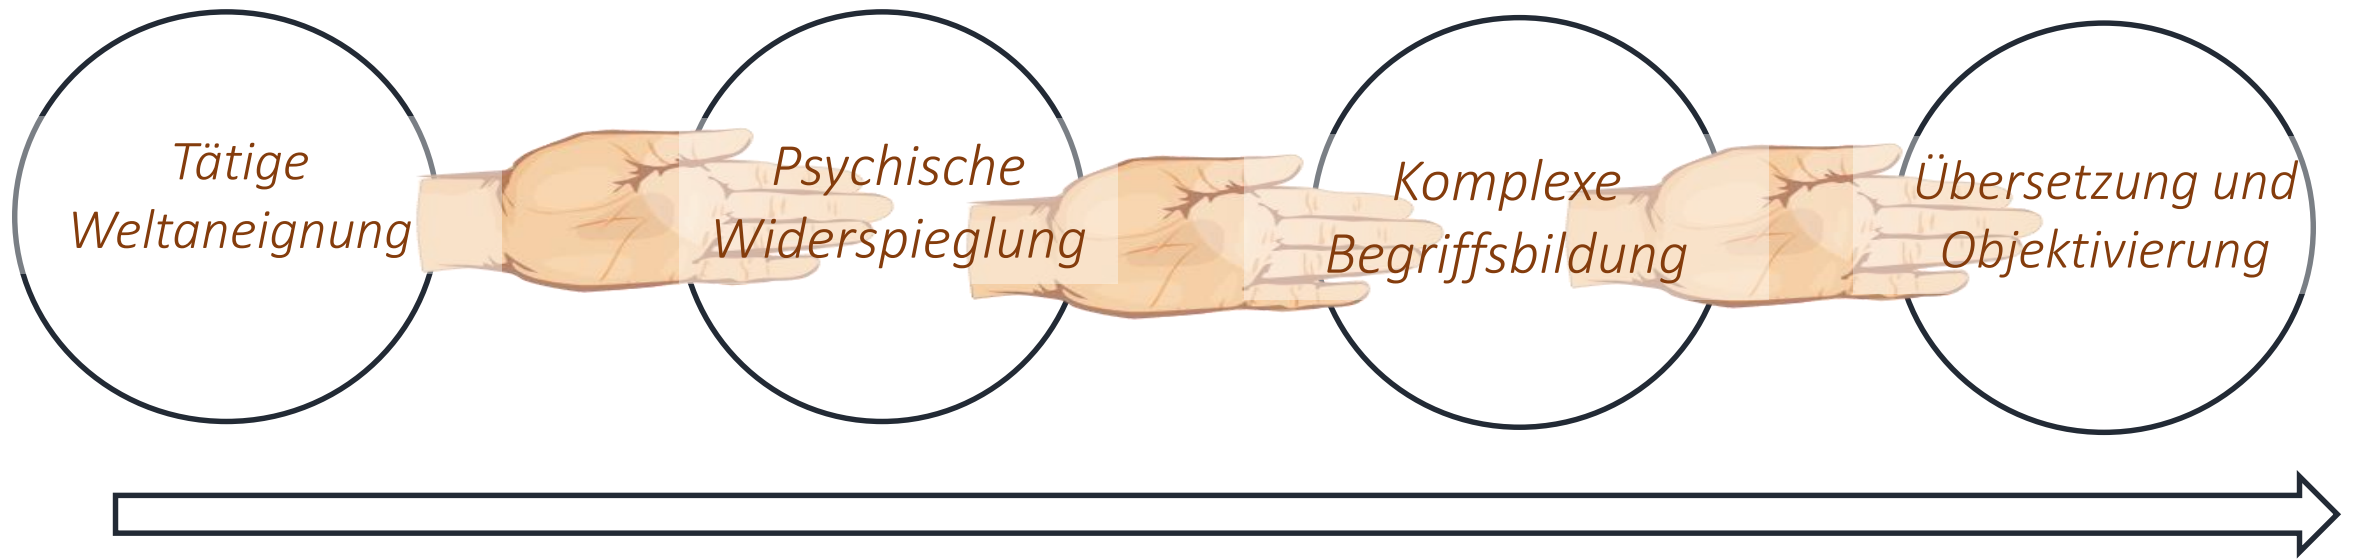 Tätige
Weltaneignung
Psychische
Widerspieglung
Komplexe
Begriffsbildung
Übersetzung und
Objektivierung